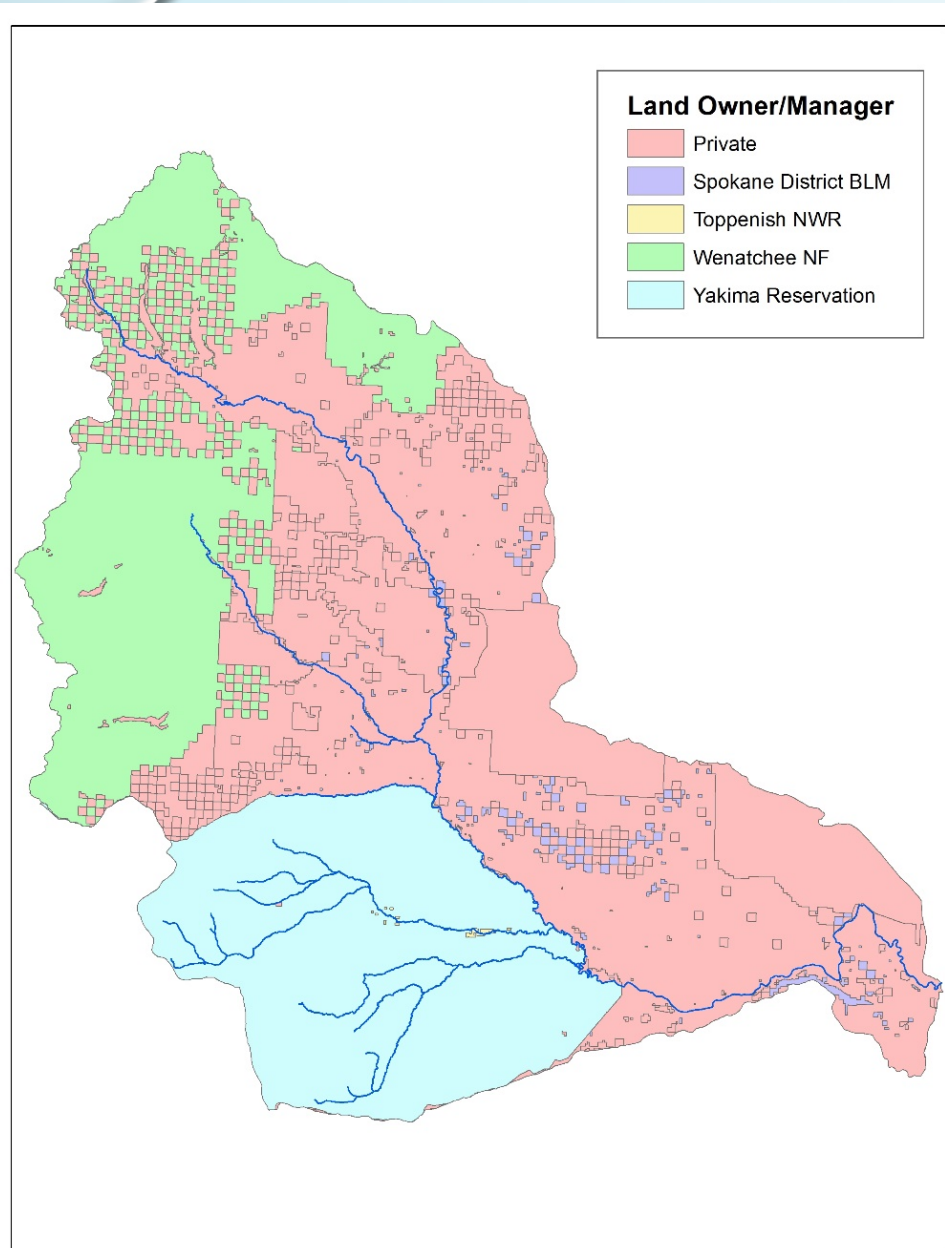 Land Owner/Manager
Private
Spokane District BLM
Toppenish NWR
Wenatchee NF
Yakima Reservation